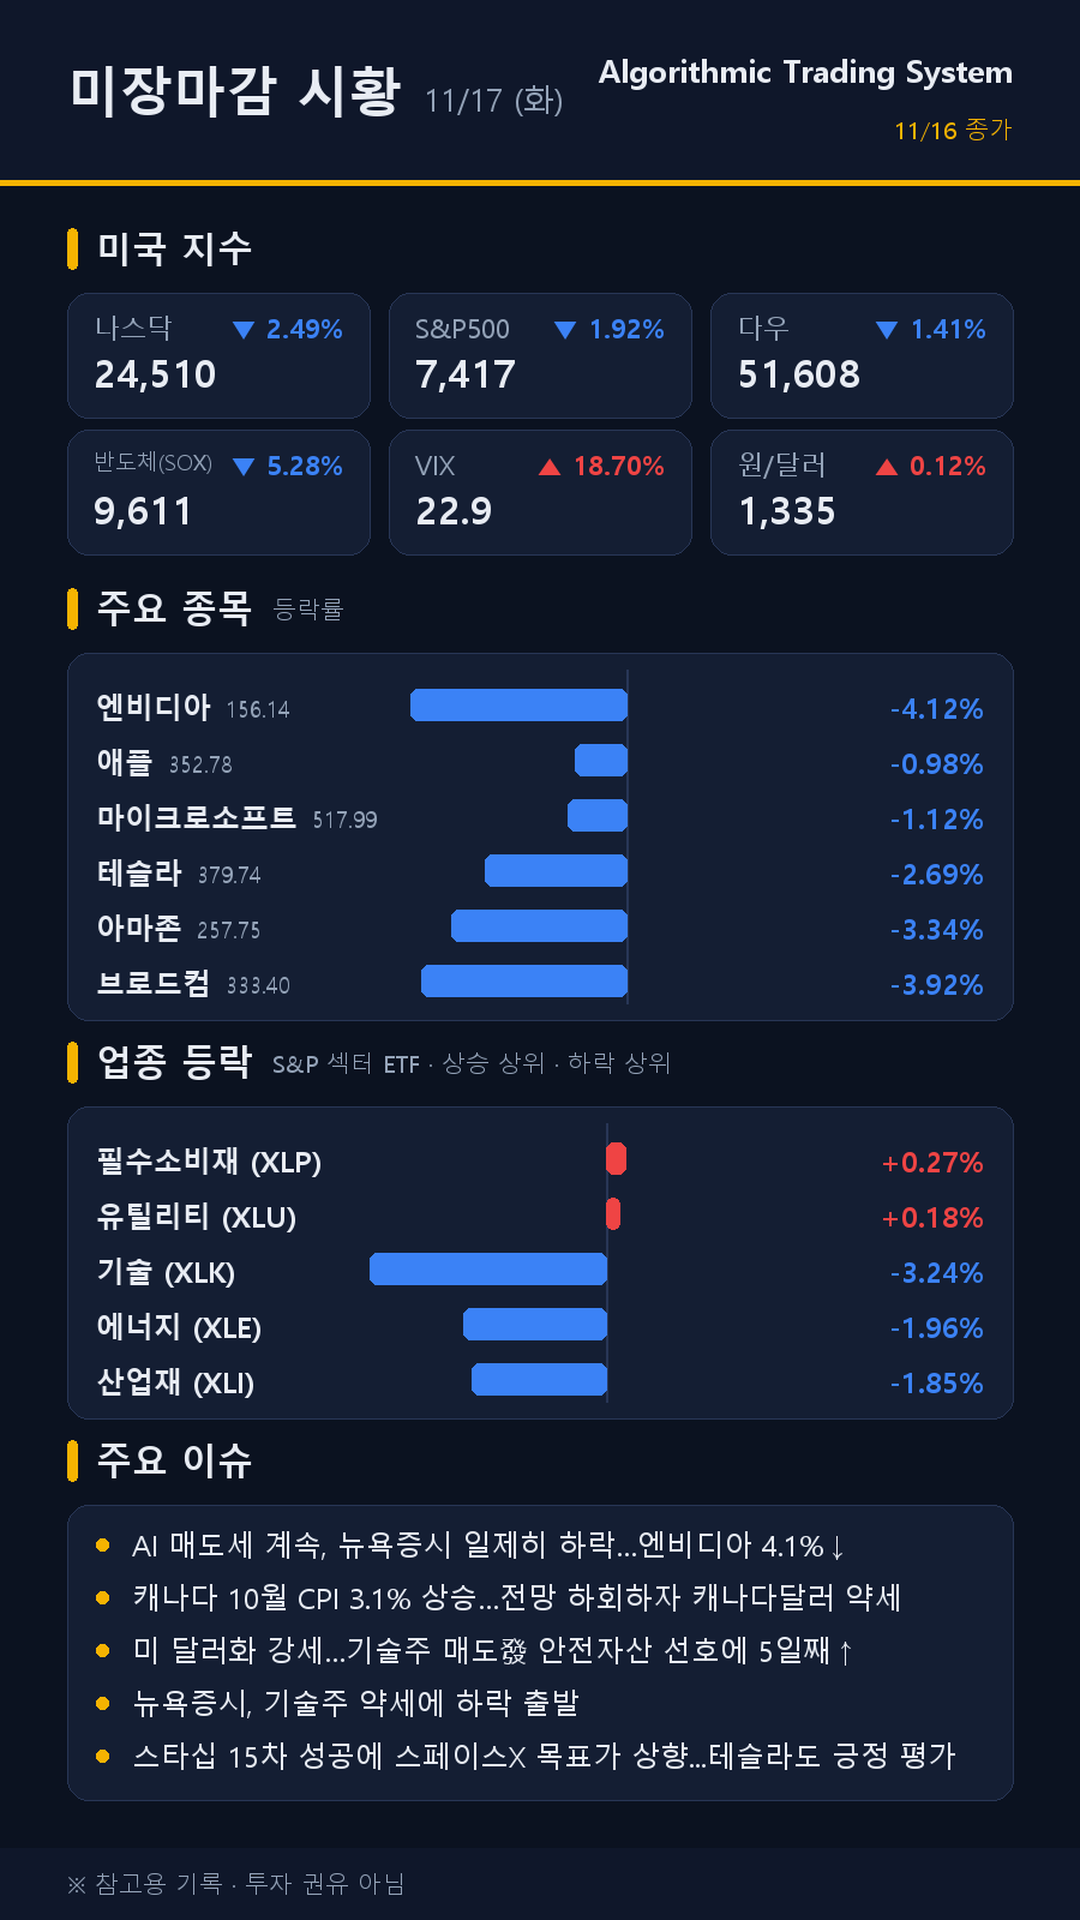 미장마감 시황 11/17 (화)
Algorithmic Trading System
11/16 종가
미국 지수
나스닥 ▼ 2.49%
24,510
S&P500 ▼ 1.92%
7,417
다우 ▼ 1.41%
51,608
반도체(SOX) ▼ 5.28%
9,611
VIX ▲ 18.70%
22.9
원/달러 ▲ 0.12%
1,335
주요 종목 등락률
엔비디아 156.14 -4.12%
애플 352.78 -0.98%
마이크로소프트 517.99 -1.12%
테슬라 379.74 -2.69%
아마존 257.75 -3.34%
브로드컴 333.40 -3.92%
업종 등락 S&P 섹터 ETF · 상승 상위 · 하락 상위
필수소비재 (XLP) +0.27%
유틸리티 (XLU) +0.18%
기술 (XLK) -3.24%
에너지 (XLE) -1.96%
산업재 (XLI) -1.85%
주요 이슈
● AI 매도세 계속, 뉴욕증시 일제히 하락...엔비디아 4.1%↓
● 캐나다 10월 CPI 3.1% 상승...전망 하회하자 캐나다달러 약세
● 미 달러화 강세...기술주 매도發 안전자산 선호에 5일째↑
● 뉴욕증시, 기술주 약세에 하락 출발
● 스타십 15차 성공에 스페이스X 목표가 상향...테슬라도 긍정 평가
※ 참고용 기록 · 투자 권유 아님